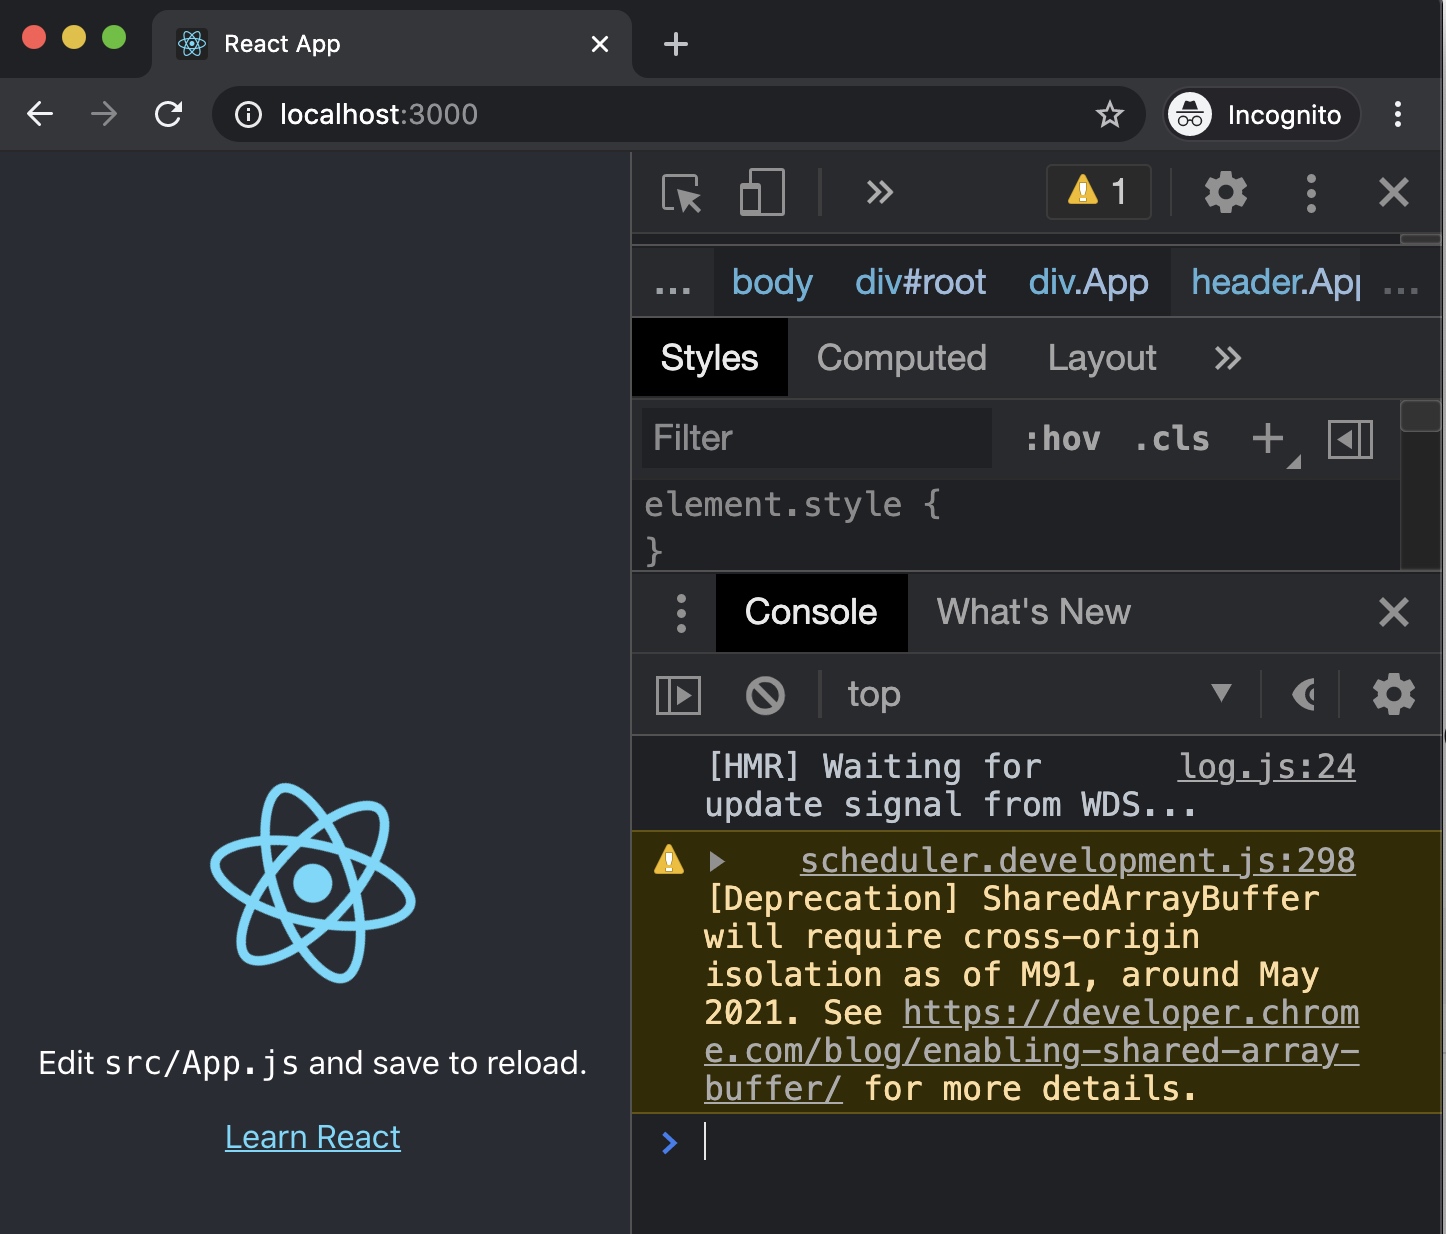 React App
localhost:3000
Incognito
1
... body div#root div.App header.App ...
Styles Computed Layout
Filter :hov .cls
element.style {
}
Console What's New
top
[HMR] Waiting for log.js:24
update signal from WDS...
scheduler.development.js:298
[Deprecation] SharedArrayBuffer
will require cross-origin
isolation as of M91, around May
2021. See https://developer.chrom
e.com/blog/enabling-shared-array-
buffer/ for more details.
Edit src/App.js and save to reload.
Learn React